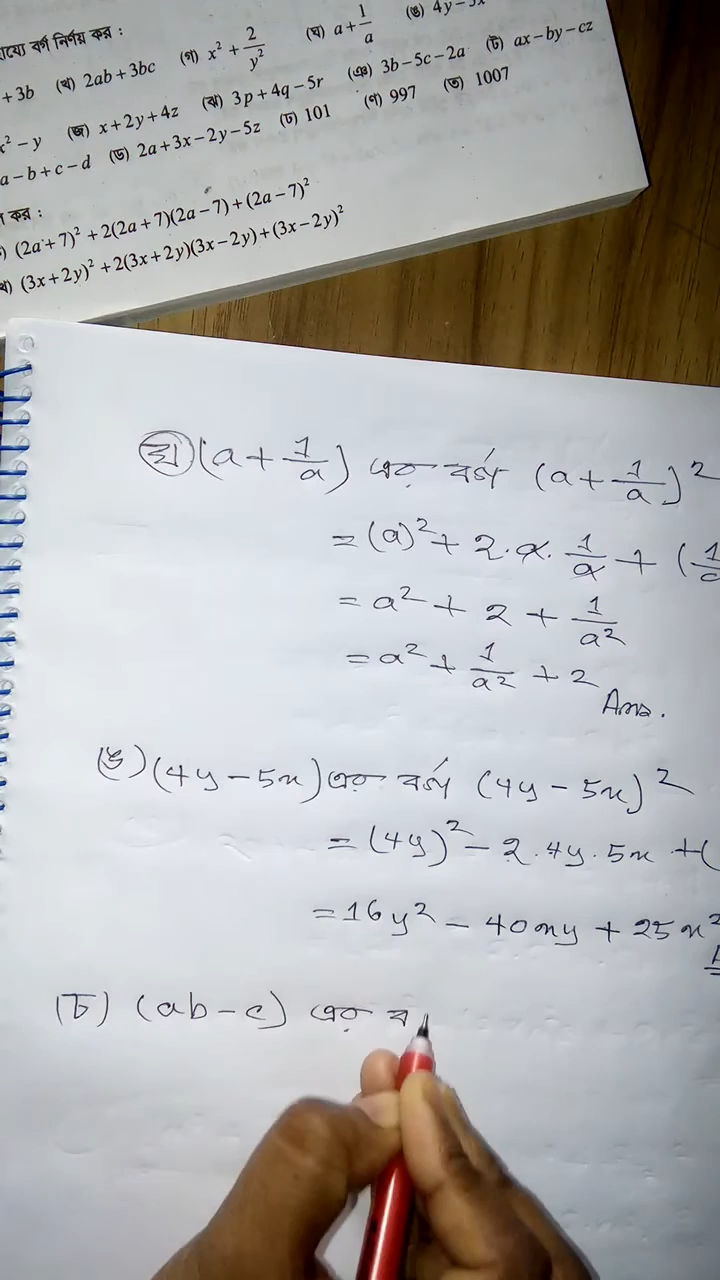 বর্গ নির্ণয় কর :
+ 3b (খ) 2ab + 3bc (গ) x² + 2/y² (ঘ) a + 1/a (ঙ) 4y –
x² – y (জ) x + 2y + 4z (ঝ) 3p + 4q – 5r (ঞ) 3b – 5c – 2a (ট) ax – by – cz
a – b + c – d (ড) 2a + 3x – 2y – 5z (ঢ) 101 (ণ) 997 (ত) 1007
কর :
) (2a + 7)² + 2(2a + 7)(2a – 7) + (2a – 7)²
(খ) (3x + 2y)² + 2(3x + 2y)(3x – 2y) + (3x – 2y)²
(ঘ) (a + 1/a) এর বর্গ (a + 1/a)²
= (a)² + 2.a.1/a + (1/
= a² + 2 + 1/a²
= a² + 1/a² + 2
Ans.
(ঙ) (4y – 5x) এর বর্গ (4y – 5x)²
= (4y)² – 2.4y.5x + (
= 16y² – 40xy + 25x²
(চ) (ab – c) এর ব